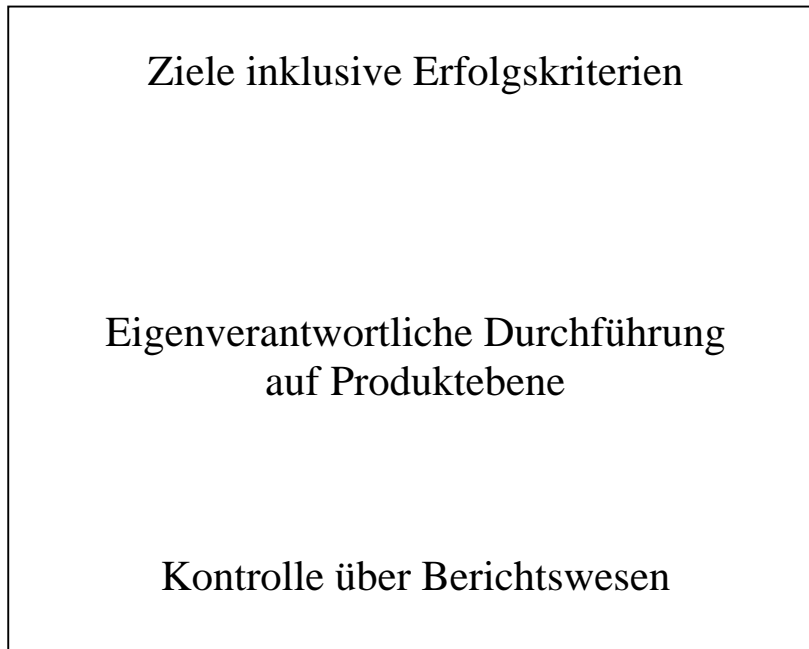 Ziele inklusive Erfolgskriterien
Eigenverantwortliche Durchführung
auf Produktebene
Kontrolle über Berichtswesen